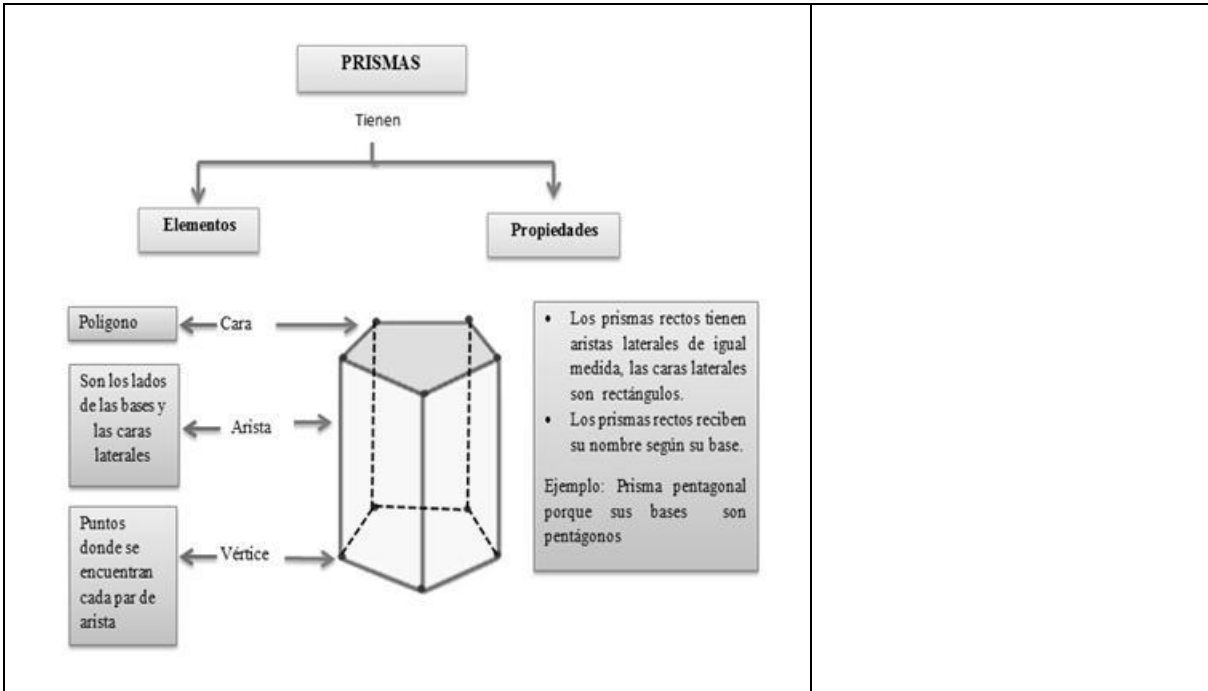 PRISMAS
Tienen
Elementos
Propiedades
Poligono
Cara
Son los lados
de las bases y
las caras
laterales
Arista
Puntos
donde se
encuentran
cada par de
arista
Vértice
• Los prismas rectos tienen
aristas laterales de igual
medida, las caras laterales
son rectángulos.
• Los prismas rectos reciben
su nombre según su base.
Ejemplo: Prisma pentagonal
porque sus bases son
pentágonos